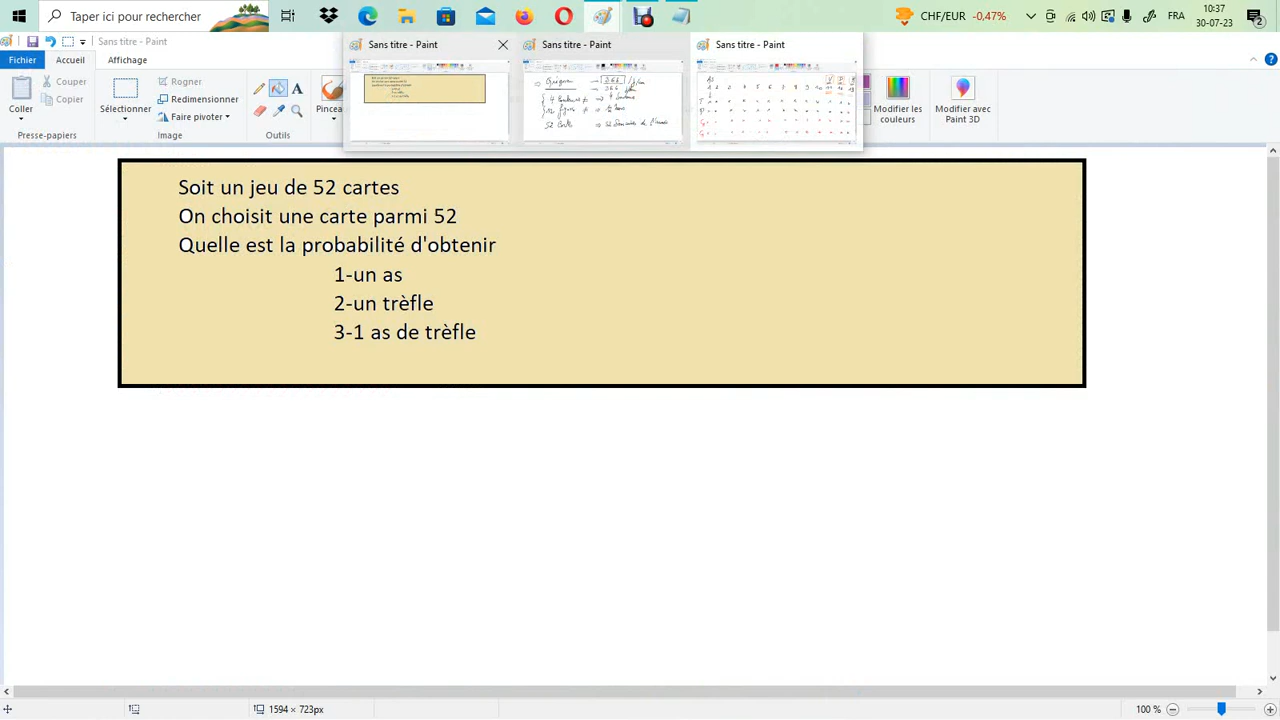 Taper ici pour rechercher
CHF/EUR -0,47%
FRA
10:37
30-07-23
2
Sans titre - Paint
Sans titre - Paint
Sans titre - Paint
Sans titre - Paint
Fichier
Accueil
Affichage
Coller
Couper
Copier
Presse-papiers
Sélectionner
Rogner
Redimensionner
Faire pivoter
Image
A
Outils
Pinceaux
Modifier les couleurs
Modifier avec Paint 3D
Soit un jeu de 52 cartes
On choisit une carte parmi 52
Quelle est la probabilité d'obtenir
1-un as
2-un trèfle
3-1 as de trèfle
1594 × 723px
100 %